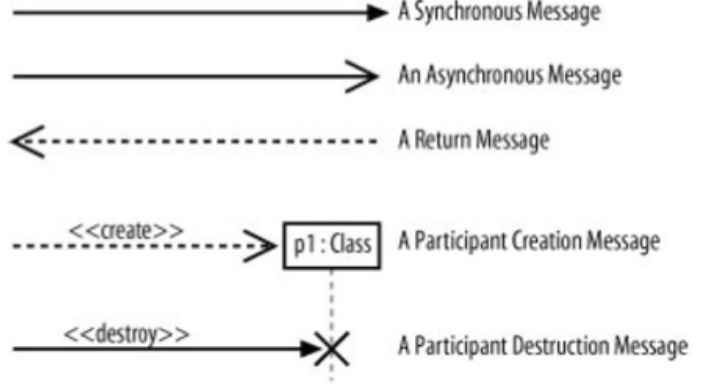 A Synchronous Message
An Asynchronous Message
A Return Message
<<create>>
p1 : Class
A Participant Creation Message
<<destroy>>
A Participant Destruction Message